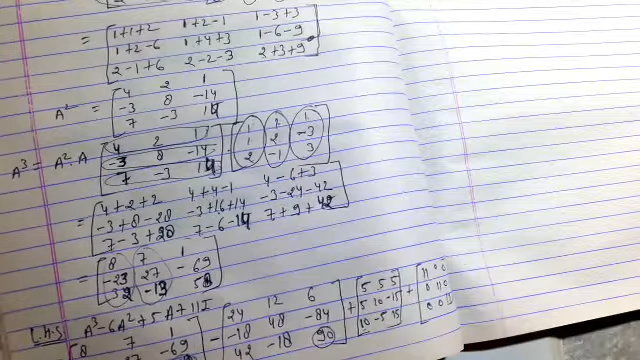 = [1+1+2 1+2-1 1-3+3
1+2-6 1+4+3 1-6-9
2-1+6 2-2-3 2+3+9]
A² = [4 2 1
-3 8 -14
7 -3 14]
A³ = A².A [4 2 1
-3 8 -14
7 -3 14] [1 1 1
1 2 -3
2 -1 3]
= [4+2+2 4+4-1 4-6+3
-3+8-28 -3+16+14 -3-24-42
7-3+28 7-6-14 7+9+42]
= [8 7 1
-23 27 -69
32 -13 58]
L.H.S A³-6A²+5A+11I
[8 7 1
27 -69
- [24 12 6
-18 48 -84
42 -18 90]
+ [5 5 5
5 10 -15
10 -5 15]
+ [11 0 0
0 11 0
0 0 11]